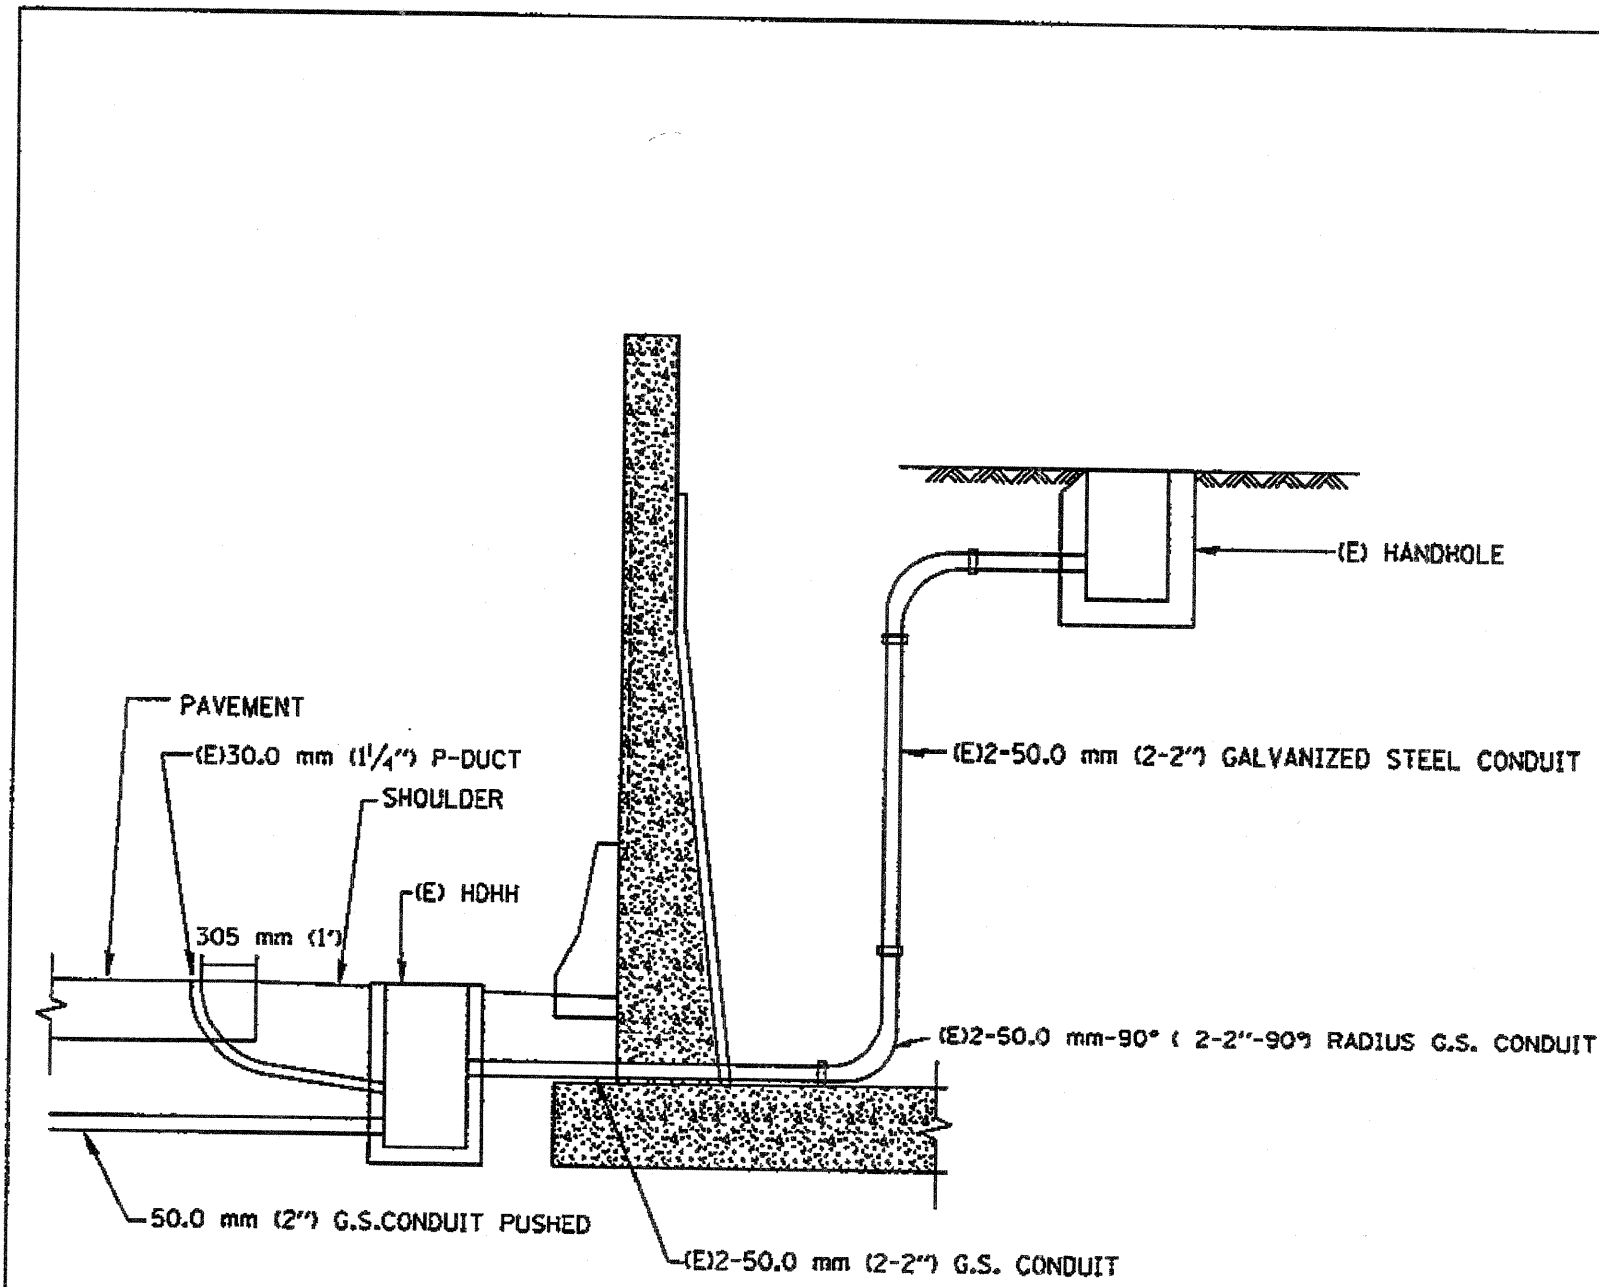 (E) HANDHOLE
PAVEMENT
(E)30.0 mm (1 1/4") P-DUCT
(E)2-50.0 mm (2-2") GALVANIZED STEEL CONDUIT
SHOULDER
(E) HDHH
305 mm (1')
(E)2-50.0 mm-90° ( 2-2"-90°) RADIUS G.S. CONDUIT
50.0 mm (2") G.S.CONDUIT PUSHED
(E)2-50.0 mm (2-2") G.S. CONDUIT